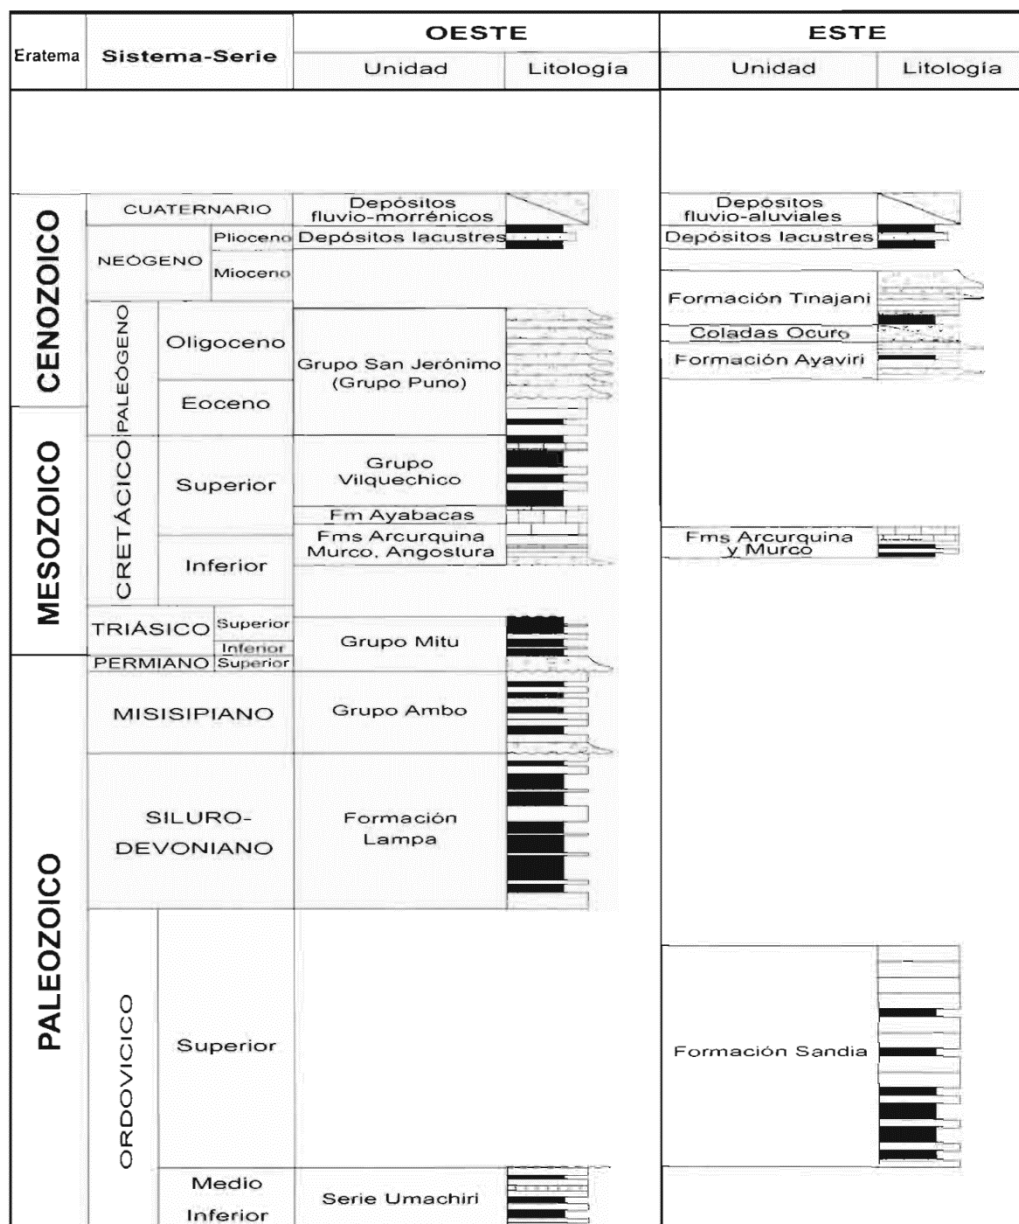 OESTE
ESTE
Eratema
Sistema-Serie
Unidad
Litología
Unidad
Litología
CENOZOICO
CUATERNARIO
Depósitos
fluvio-morrénicos
Depósitos
fluvio-aluviales
NEÓGENO
Plioceno
Depósitos lacustres
Depósitos lacustres
Mioceno
Formación Tinajani
PALEÓGENO
Oligoceno
Grupo San Jerónimo
(Grupo Puno)
Coladas Ocuro
Formación Ayaviri
Eoceno
MESOZOICO
CRETÁCICO
Superior
Grupo
Vilquechico
Fm Ayabacas
Fms Arcurquina
Murco, Angostura
Fms Arcurquina
y Murco
Inferior
TRIÁSICO
Superior
Inferior
Grupo Mitu
PERMIANO
Superior
PALEOZOICO
MISISIPIANO
Grupo Ambo
SILURO-
DEVONIANO
Formación
Lampa
ORDOVICICO
Superior
Formación Sandia
Medio
Inferior
Serie Umachiri